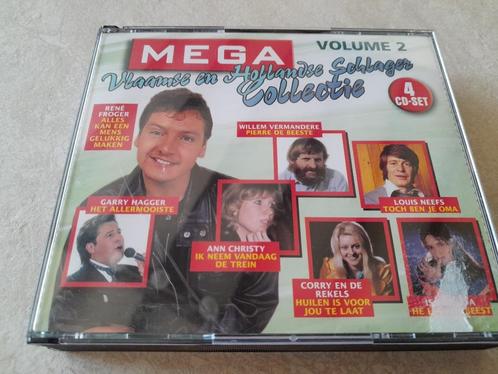 MEGA
VOLUME 2
Vlaamse en Hollandse Schlager
Collectie
4
CD-SET
RENÉ
FROGER
ALLES
KAN EEN
MENS
GELUKKIG
MAKEN
WILLEM VERMANDERE
PIERRE DE BEESTE
GARRY HAGGER
HET ALLERMOOISTE
LOUIS NEEFS
TOCH BEN JE OMA
ANN CHRISTY
IK NEEM VANDAAG
DE TREIN
CORRY EN DE
REKELS
HUILEN IS VOOR
JOU TE LAAT
BEEST